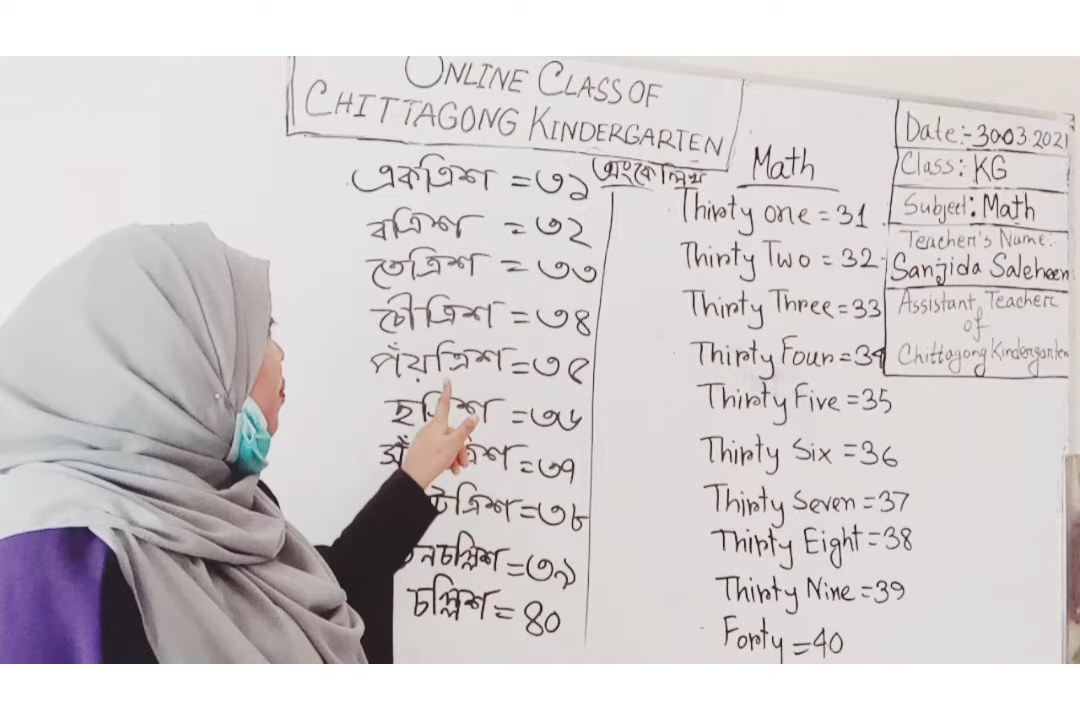 ONLINE CLASS OF
CHITTAGONG KINDERGARTEN
অংকে লিখ
একত্রিশ = ৩১
বত্রিশ = ৩২
তেত্রিশ = ৩৩
চৌত্রিশ = ৩৪
পঁয়ত্রিশ = ৩৫
ছত্রিশ = ৩৬
= ৩৭
= ৩৮
= ৩৯
চল্লিশ = ৪০
Math
Thirty one = 31
Thirty Two = 32
Thirty Three = 33
Thirty Four = 34
Thirty Five = 35
Thirty Six = 36
Thirty Seven = 37
Thirty Eight = 38
Thirty Nine = 39
Forty = 40
Date:- 30.03.2021
Class: KG
Subject: Math
Teacher's Name:-
Sanjida Saleheen
Assistant Teacher
of
Chittagong Kindergarten